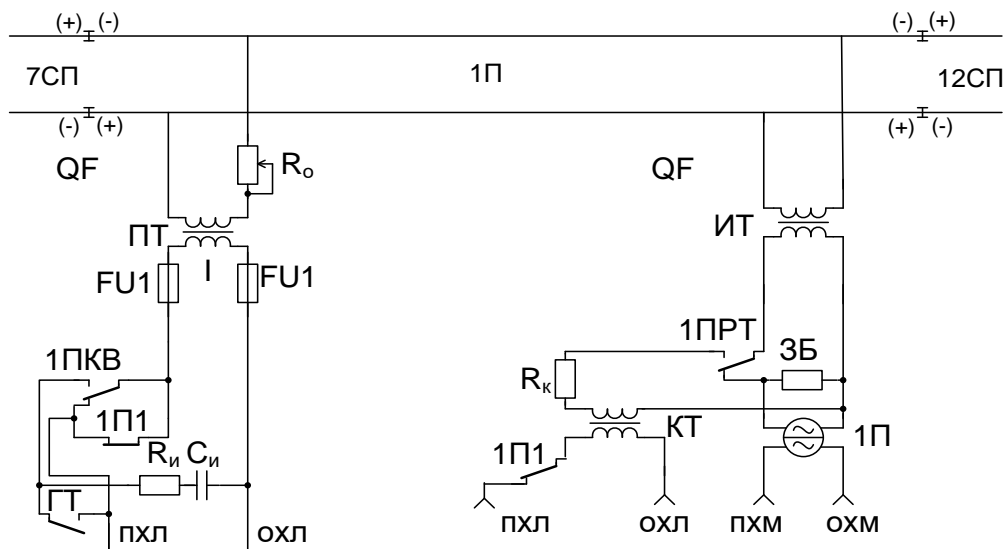 (+) (-) (-) (+)
7СП 1П 12СП
(-) (+) (+) (-)
QF Rо QF
ПТ ИТ
FU1 I FU1
1ПРТ ЗБ
1ПКВ Rк
1П1 КТ 1П
Rи Cи 1П1
ГТ
ПХЛ ОХЛ ПХЛ ОХЛ ПХМ ОХМ